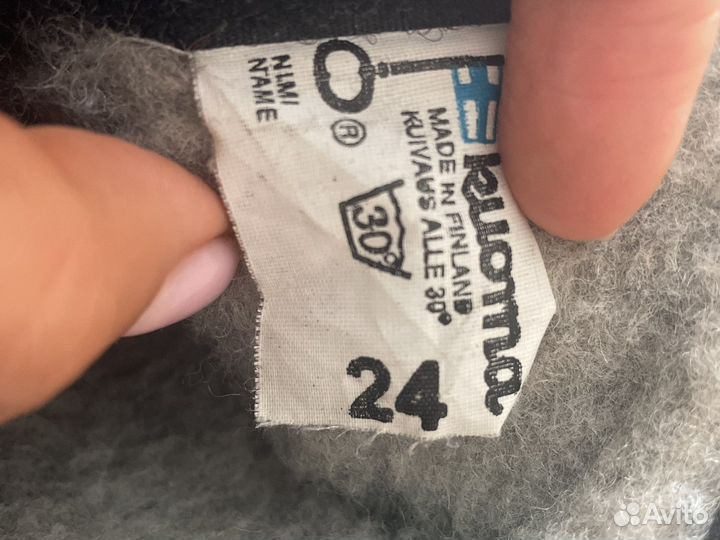 kuoma
MADE IN FINLAND
KUIVAUS ALLE 30°
®
30°
NIMI
NAME
24
Avito